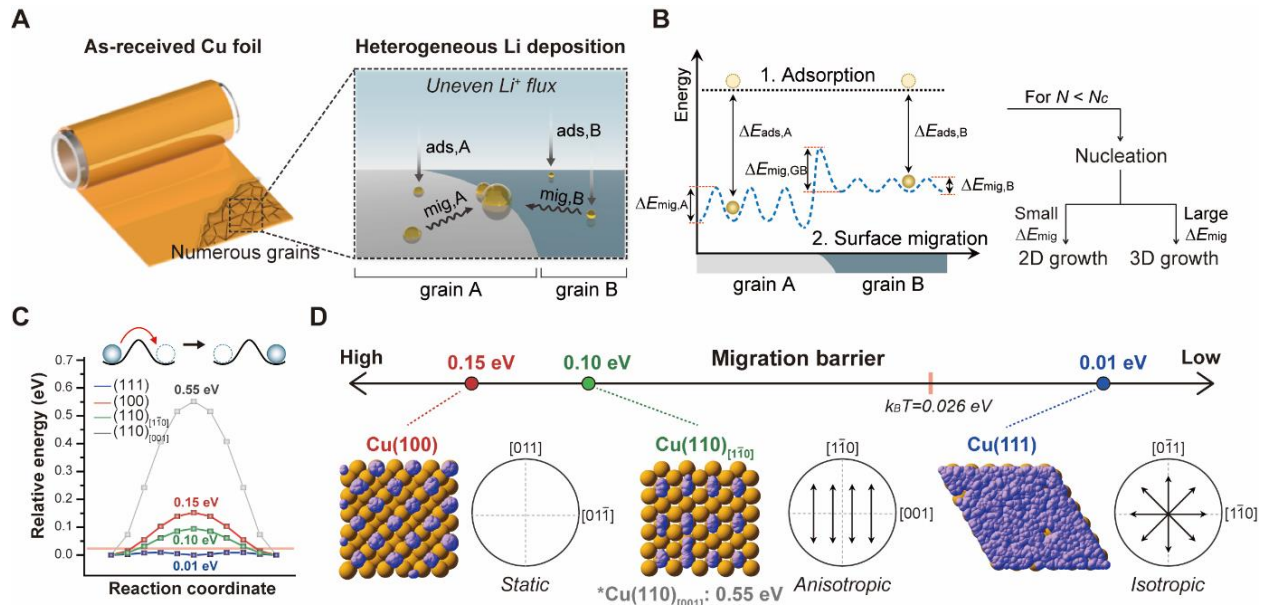 A
As-received Cu foil
Numerous grains
Heterogeneous Li deposition
Uneven Li⁺ flux
ads,A
ads,B
mig,A
mig,B
grain A
grain B
B
Energy
1. Adsorption
ΔEads,A
ΔEads,B
ΔEmig,GB
ΔEmig,A
ΔEmig,B
2. Surface migration
grain A
grain B
For N < Nc
Nucleation
Small
ΔEmig
2D growth
Large
ΔEmig
3D growth
C
Relative energy (eV)
0.7
0.6
0.5
0.4
0.3
0.2
0.1
0.0
(111)
(100)
(110)[11̄0]
(110)[001]
0.55 eV
0.15 eV
0.10 eV
0.01 eV
Reaction coordinate
D
High
0.15 eV
0.10 eV
Migration barrier
0.01 eV
Low
kBT=0.026 eV
Cu(100)
[011]
[011̄]
Static
Cu(110)[11̄0]
[11̄0]
[001]
Anisotropic
*Cu(110)[001]: 0.55 eV
Cu(111)
[01̄1]
[11̄0]
Isotropic